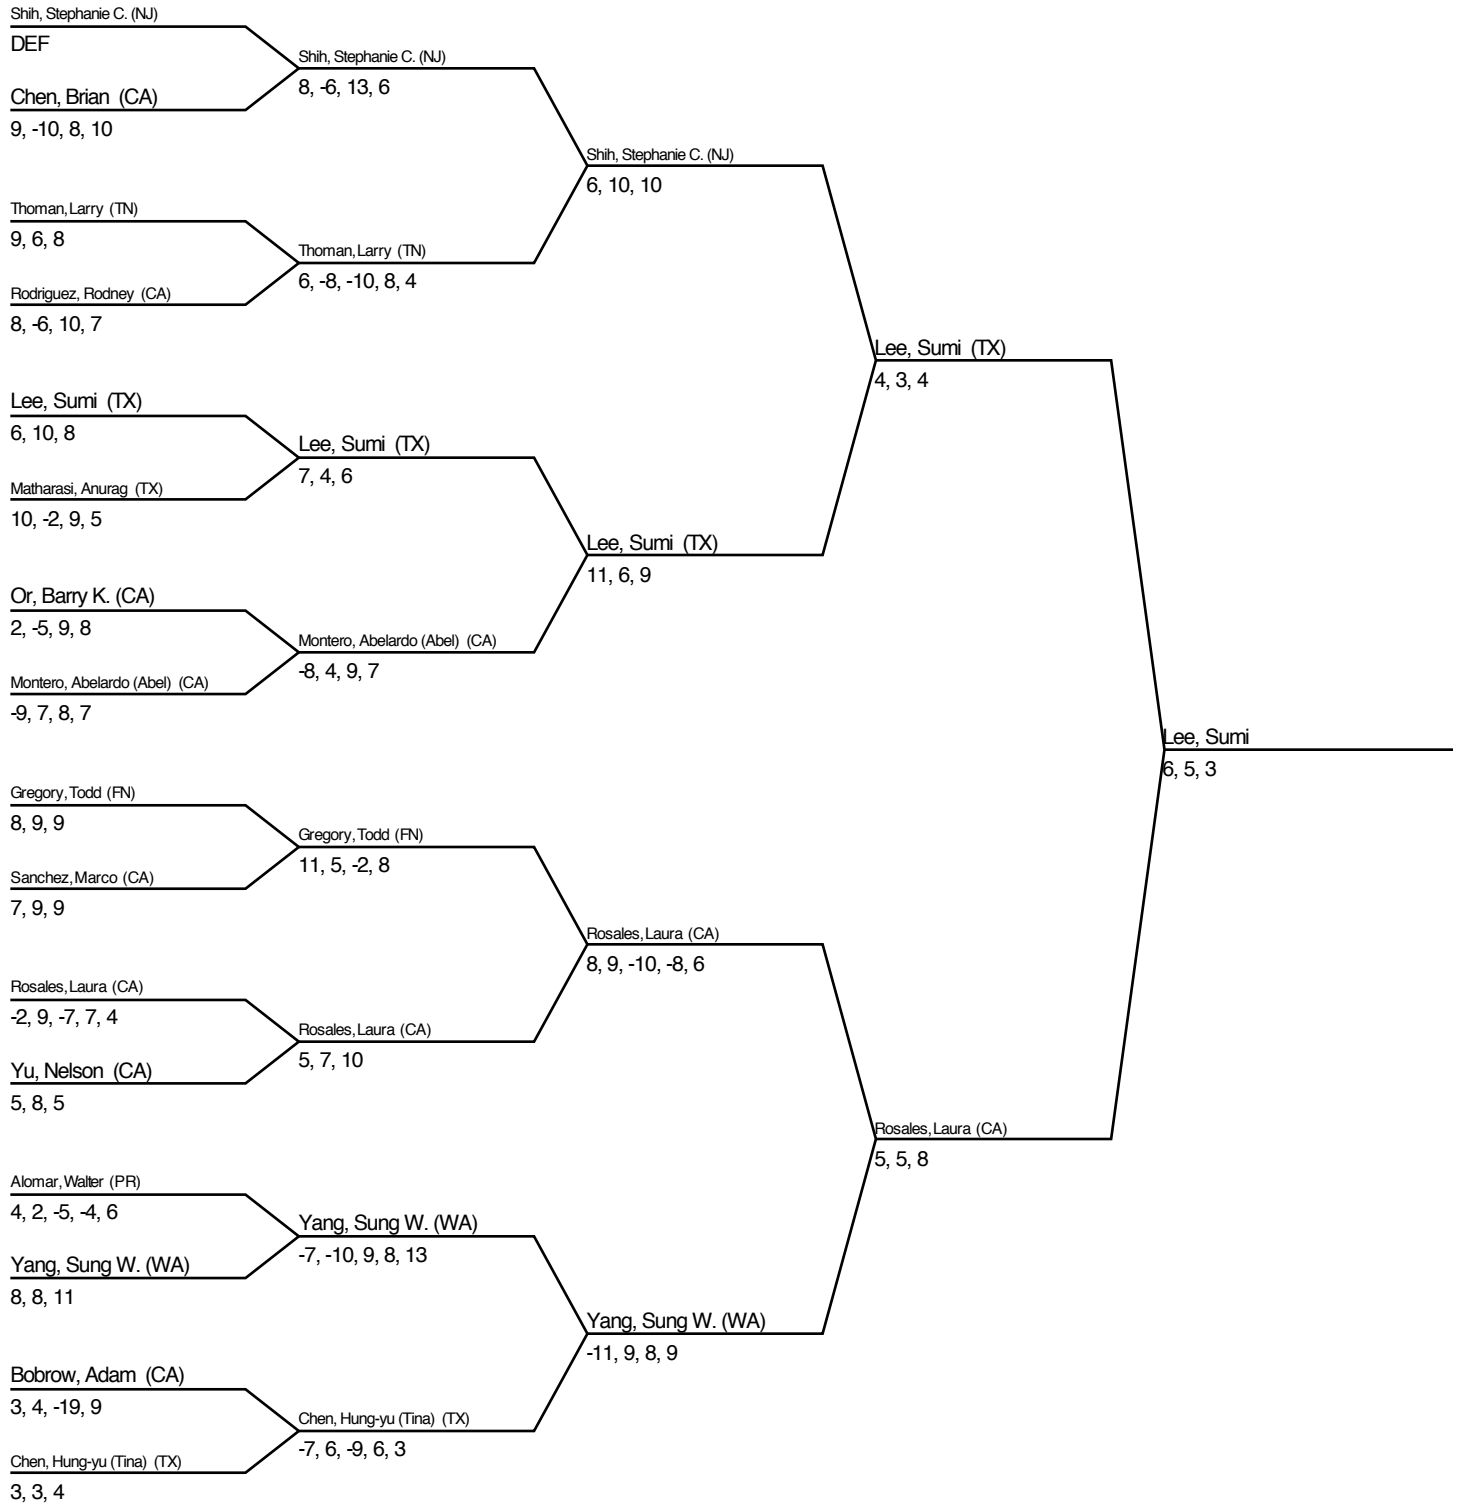 Shih, Stephanie C. (NJ)
DEF
Chen, Brian (CA)
9, -10, 8, 10
Thoman, Larry (TN)
9, 6, 8
Rodriguez, Rodney (CA)
8, -6, 10, 7
Lee, Sumi (TX)
6, 10, 8
Matharasi, Anurag (TX)
10, -2, 9, 5
Or, Barry K. (CA)
2, -5, 9, 8
Montero, Abelardo (Abel) (CA)
-9, 7, 8, 7
Gregory, Todd (FN)
8, 9, 9
Sanchez, Marco (CA)
7, 9, 9
Rosales, Laura (CA)
-2, 9, -7, 7, 4
Yu, Nelson (CA)
5, 8, 5
Alomar, Walter (PR)
4, 2, -5, -4, 6
Yang, Sung W. (WA)
8, 8, 11
Bobrow, Adam (CA)
3, 4, -19, 9
Chen, Hung-yu (Tina) (TX)
3, 3, 4
Shih, Stephanie C. (NJ)
8, -6, 13, 6
Thoman, Larry (TN)
6, -8, -10, 8, 4
Lee, Sumi (TX)
7, 4, 6
Montero, Abelardo (Abel) (CA)
-8, 4, 9, 7
Gregory, Todd (FN)
11, 5, -2, 8
Rosales, Laura (CA)
5, 7, 10
Yang, Sung W. (WA)
-7, -10, 9, 8, 13
Chen, Hung-yu (Tina) (TX)
-7, 6, -9, 6, 3
Shih, Stephanie C. (NJ)
6, 10, 10
Lee, Sumi (TX)
11, 6, 9
Rosales, Laura (CA)
8, 9, -10, -8, 6
Yang, Sung W. (WA)
-11, 9, 8, 9
Lee, Sumi (TX)
4, 3, 4
Rosales, Laura (CA)
5, 5, 8
Lee, Sumi
6, 5, 3